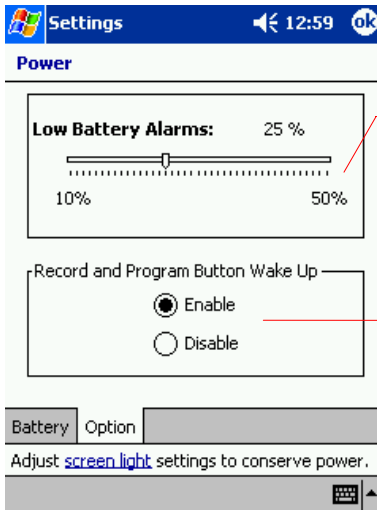 Settings 12:59 ok
Power
Low Battery Alarms: 25 %
10% 50%
Record and Program Button Wake Up
Enable
Disable
Battery Option
Adjust screen light settings to conserve power.